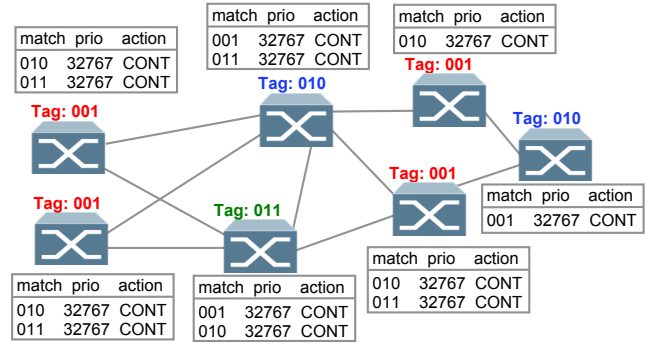 match prio action
010 32767 CONT
011 32767 CONT
Tag: 001
match prio action
001 32767 CONT
011 32767 CONT
Tag: 010
match prio action
010 32767 CONT
Tag: 001
Tag: 010
match prio action
001 32767 CONT
Tag: 001
match prio action
010 32767 CONT
011 32767 CONT
Tag: 011
match prio action
001 32767 CONT
010 32767 CONT
Tag: 001
match prio action
010 32767 CONT
011 32767 CONT